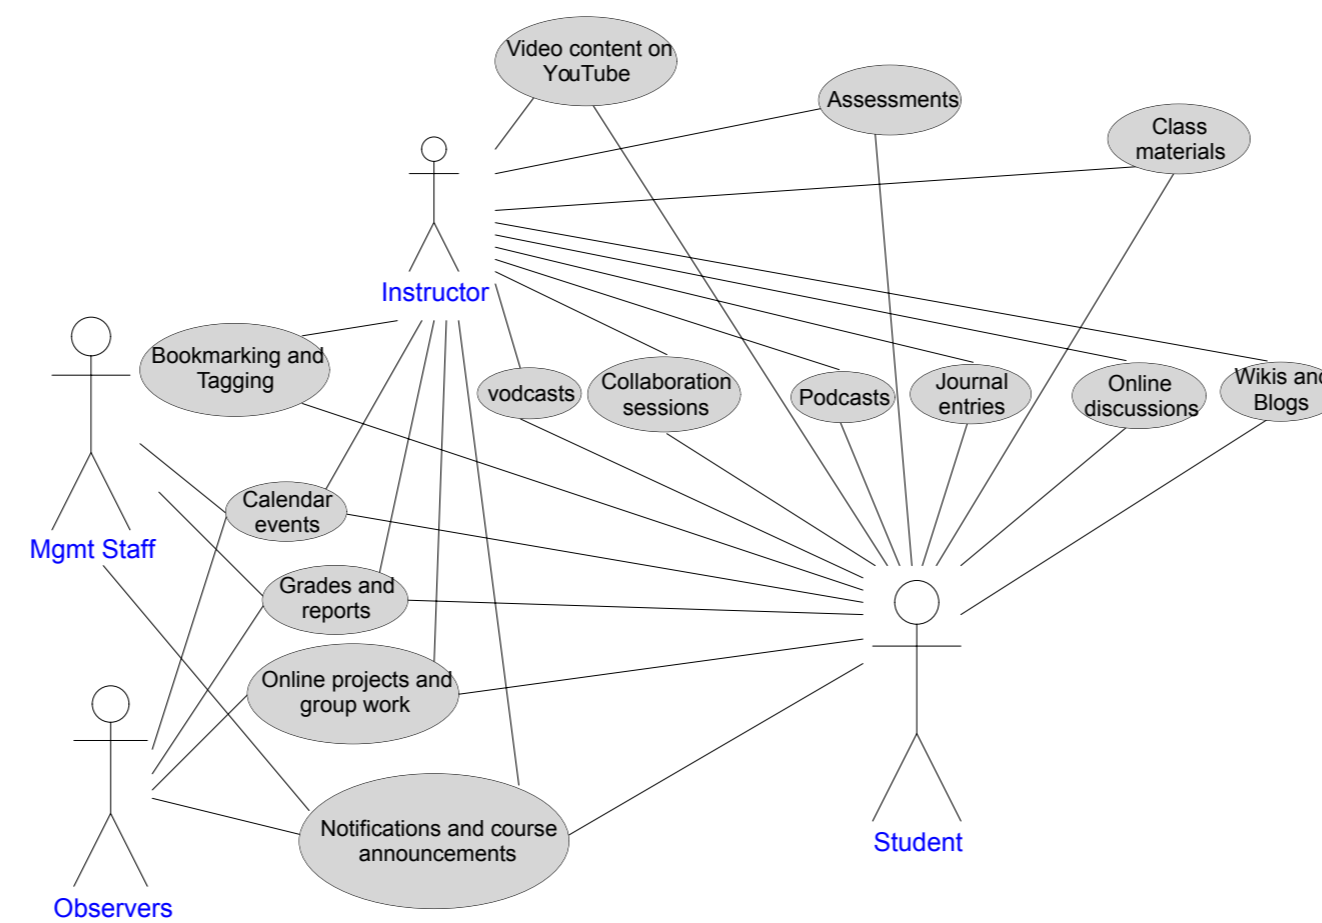 Video content on
YouTube
Assessments
Class
materials
Instructor
Bookmarking and
Tagging
vodcasts
Collaboration
sessions
Podcasts
Journal
entries
Online
discussions
Wikis and
Blogs
Calendar
events
Mgmt Staff
Grades and
reports
Online projects and
group work
Notifications and course
announcements
Student
Observers